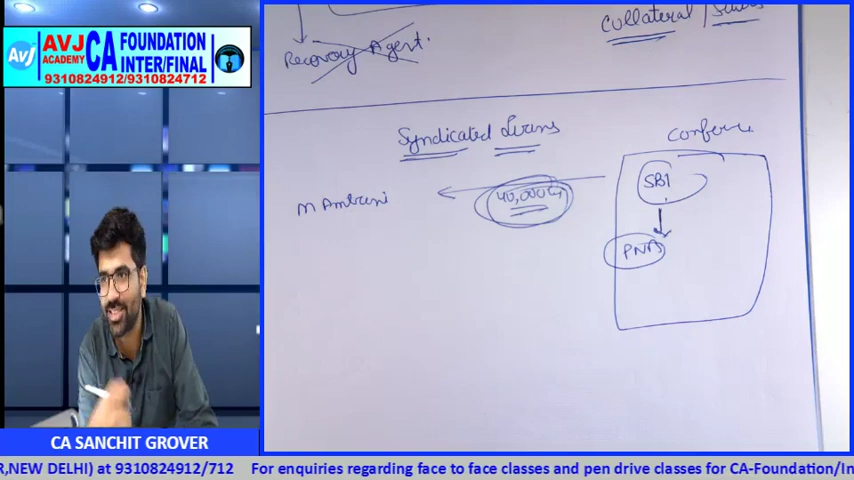 AVJ ACADEMY CA FOUNDATION INTER/FINAL
9310824912/9310824712
AVJ
Recovery Agent.
Collateral /
Syndicated Loans
M Ambani
40,000 Cr
SBI
PNB
CA SANCHIT GROVER
R,NEW DELHI) at 9310824912/712 For enquiries regarding face to face classes and pen drive classes for CA-Foundation/In